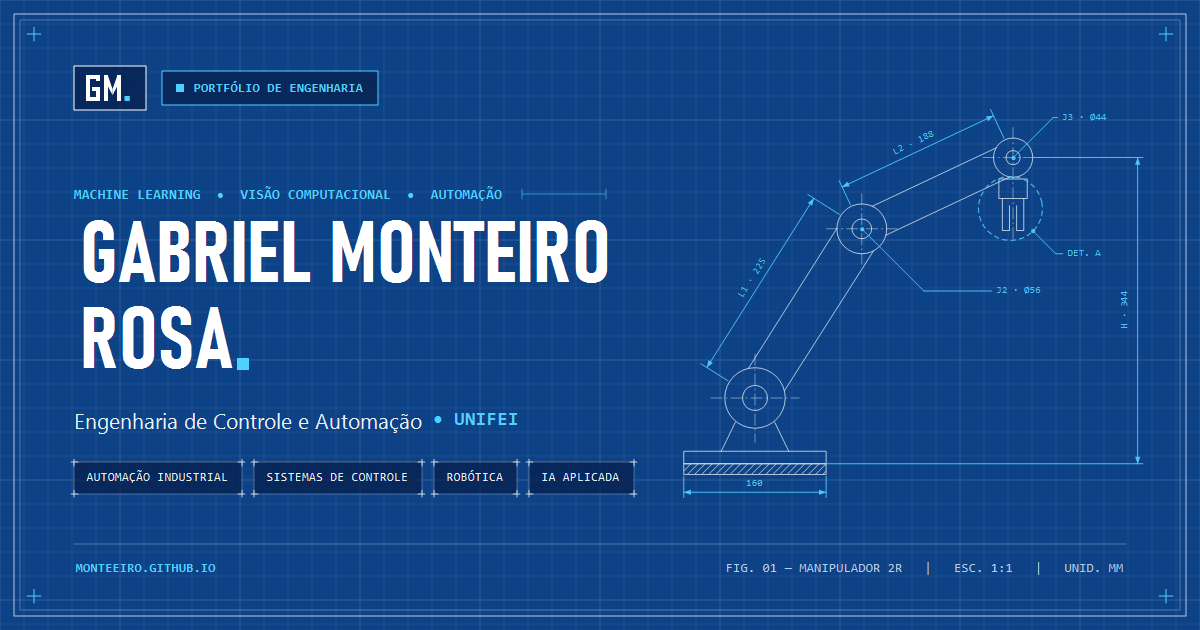 GM.
PORTFÓLIO DE ENGENHARIA
MACHINE LEARNING • VISÃO COMPUTACIONAL • AUTOMAÇÃO
GABRIEL MONTEIRO
ROSA.
Engenharia de Controle e Automação • UNIFEI
AUTOMAÇÃO INDUSTRIAL
SISTEMAS DE CONTROLE
ROBÓTICA
IA APLICADA
J3 · Ø44
L2 · 188
DET. A
L1 · 225
J2 · Ø56
H · 344
160
MONTEEIRO.GITHUB.IO
FIG. 01 — MANIPULADOR 2R | ESC. 1:1 | UNID. MM